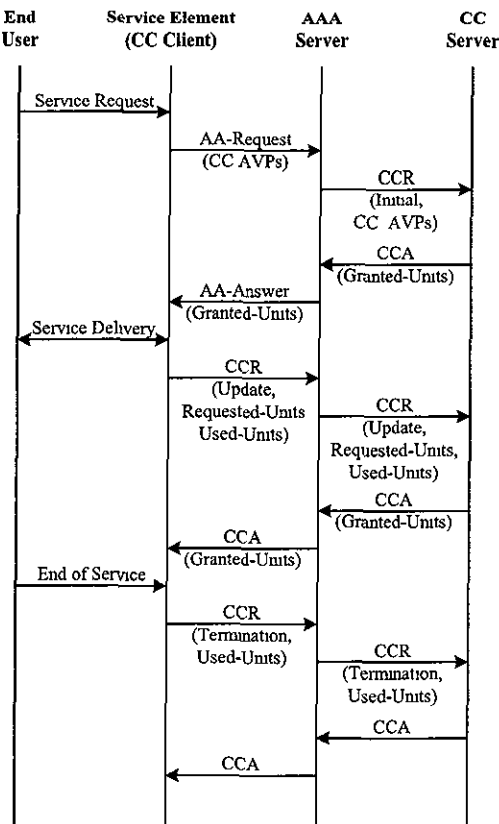 End User
Service Element (CC Client)
AAA Server
CC Server
Service Request
AA-Request
(CC AVPs)
CCR
(Initial,
CC AVPs)
CCA
(Granted-Units)
AA-Answer
(Granted-Units)
Service Delivery
CCR
(Update,
Requested-Units
Used-Units)
CCR
(Update,
Requested-Units,
Used-Units)
CCA
(Granted-Units)
CCA
(Granted-Units)
End of Service
CCR
(Termination,
Used-Units)
CCR
(Termination,
Used-Units)
CCA
CCA